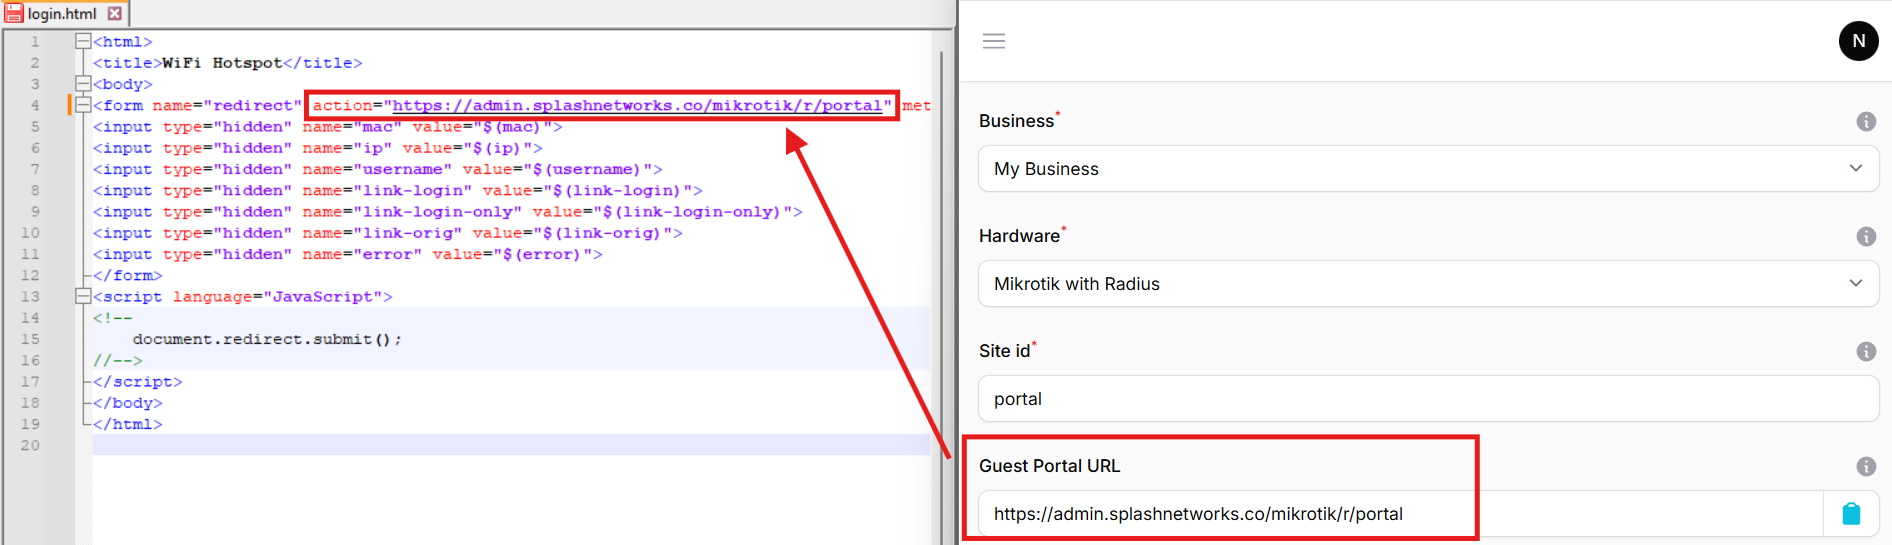 login.html
1 <html>
2 <title>WiFi Hotspot</title>
3 <body>
4 <form name="redirect" action="https://admin.splashnetworks.co/mikrotik/r/portal" met
5 <input type="hidden" name="mac" value="$(mac)">
6 <input type="hidden" name="ip" value="$(ip)">
7 <input type="hidden" name="username" value="$(username)">
8 <input type="hidden" name="link-login" value="$(link-login)">
9 <input type="hidden" name="link-login-only" value="$(link-login-only)">
10 <input type="hidden" name="link-orig" value="$(link-orig)">
11 <input type="hidden" name="error" value="$(error)">
12 </form>
13 <script language="JavaScript">
14 <!--
15 document.redirect.submit();
16 //-->
17 </script>
18 </body>
19 </html>
20
N
Business*
My Business
Hardware*
Mikrotik with Radius
Site id*
portal
Guest Portal URL
https://admin.splashnetworks.co/mikrotik/r/portal